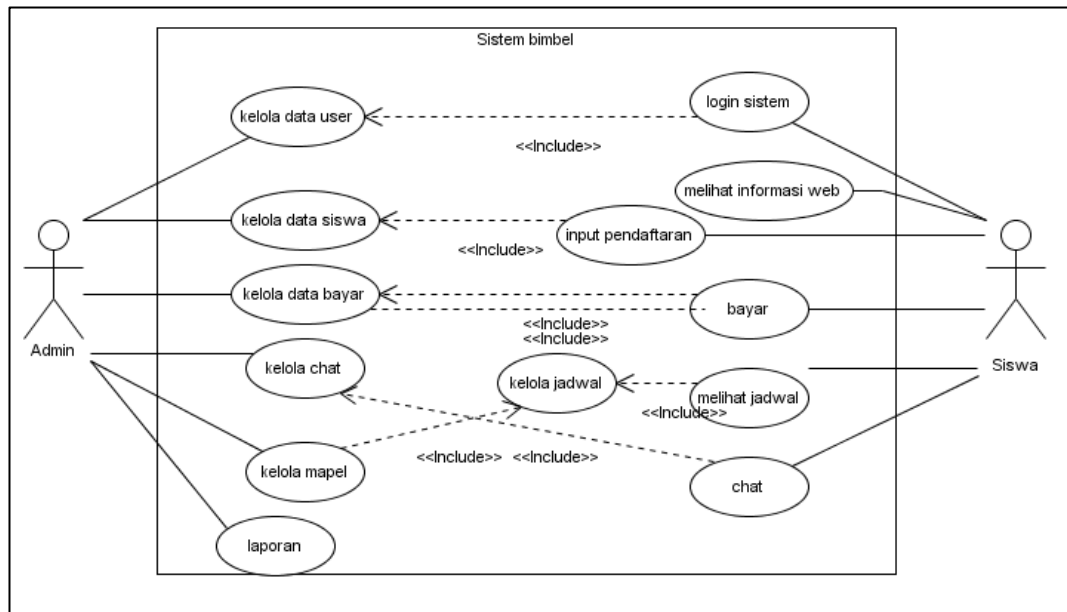 Sistem bimbel
kelola data user
login sistem
<<Include>>
melihat informasi web
kelola data siswa
input pendaftaran
<<Include>>
kelola data bayar
bayar
<<Include>>
<<Include>>
Admin
Siswa
kelola chat
kelola jadwal
melihat jadwal
<<Include>>
<<Include>>
<<Include>>
kelola mapel
chat
laporan